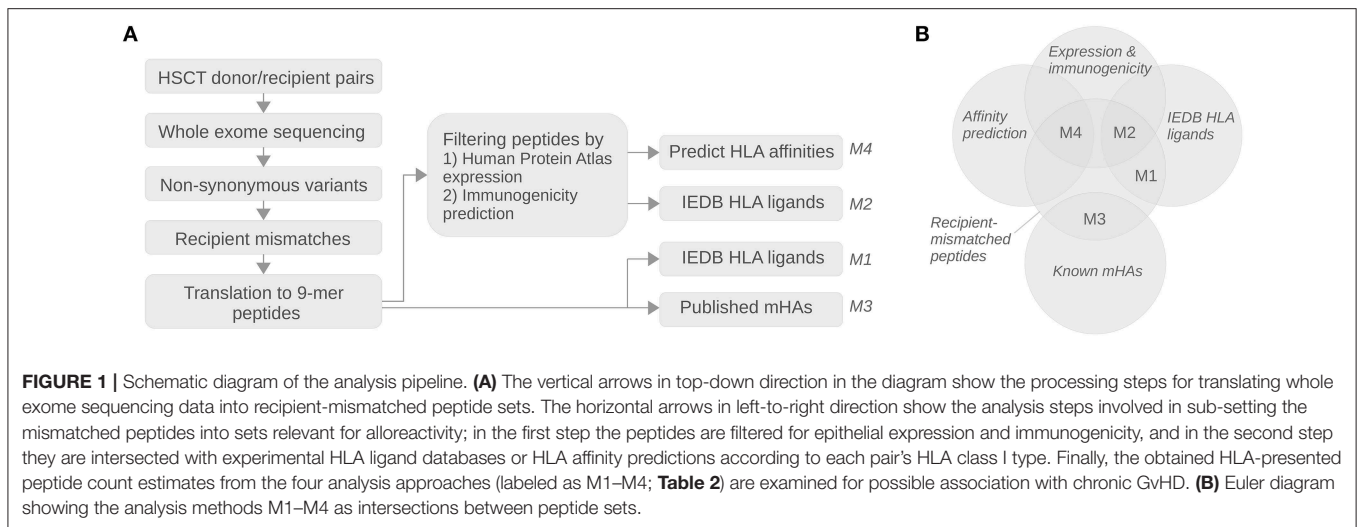 A
HSCT donor/recipient pairs
Whole exome sequencing
Non-synonymous variants
Recipient mismatches
Translation to 9-mer
peptides
Filtering peptides by
1) Human Protein Atlas
expression
2) Immunogenicity
prediction
Predict HLA affinities M4
IEDB HLA ligands M2
IEDB HLA ligands M1
Published mHAs M3
B
Expression &
immunogenicity
Affinity
prediction
IEDB HLA
ligands
M4
M2
M1
M3
Recipient-
mismatched
peptides
Known mHAs
FIGURE 1 | Schematic diagram of the analysis pipeline. (A) The vertical arrows in top-down direction in the diagram show the processing steps for translating whole
exome sequencing data into recipient-mismatched peptide sets. The horizontal arrows in left-to-right direction show the analysis steps involved in sub-setting the
mismatched peptides into sets relevant for alloreactivity; in the first step the peptides are filtered for epithelial expression and immunogenicity, and in the second step
they are intersected with experimental HLA ligand databases or HLA affinity predictions according to each pair's HLA class I type. Finally, the obtained HLA-presented
peptide count estimates from the four analysis approaches (labeled as M1–M4; Table 2) are examined for possible association with chronic GvHD. (B) Euler diagram
showing the analysis methods M1–M4 as intersections between peptide sets.